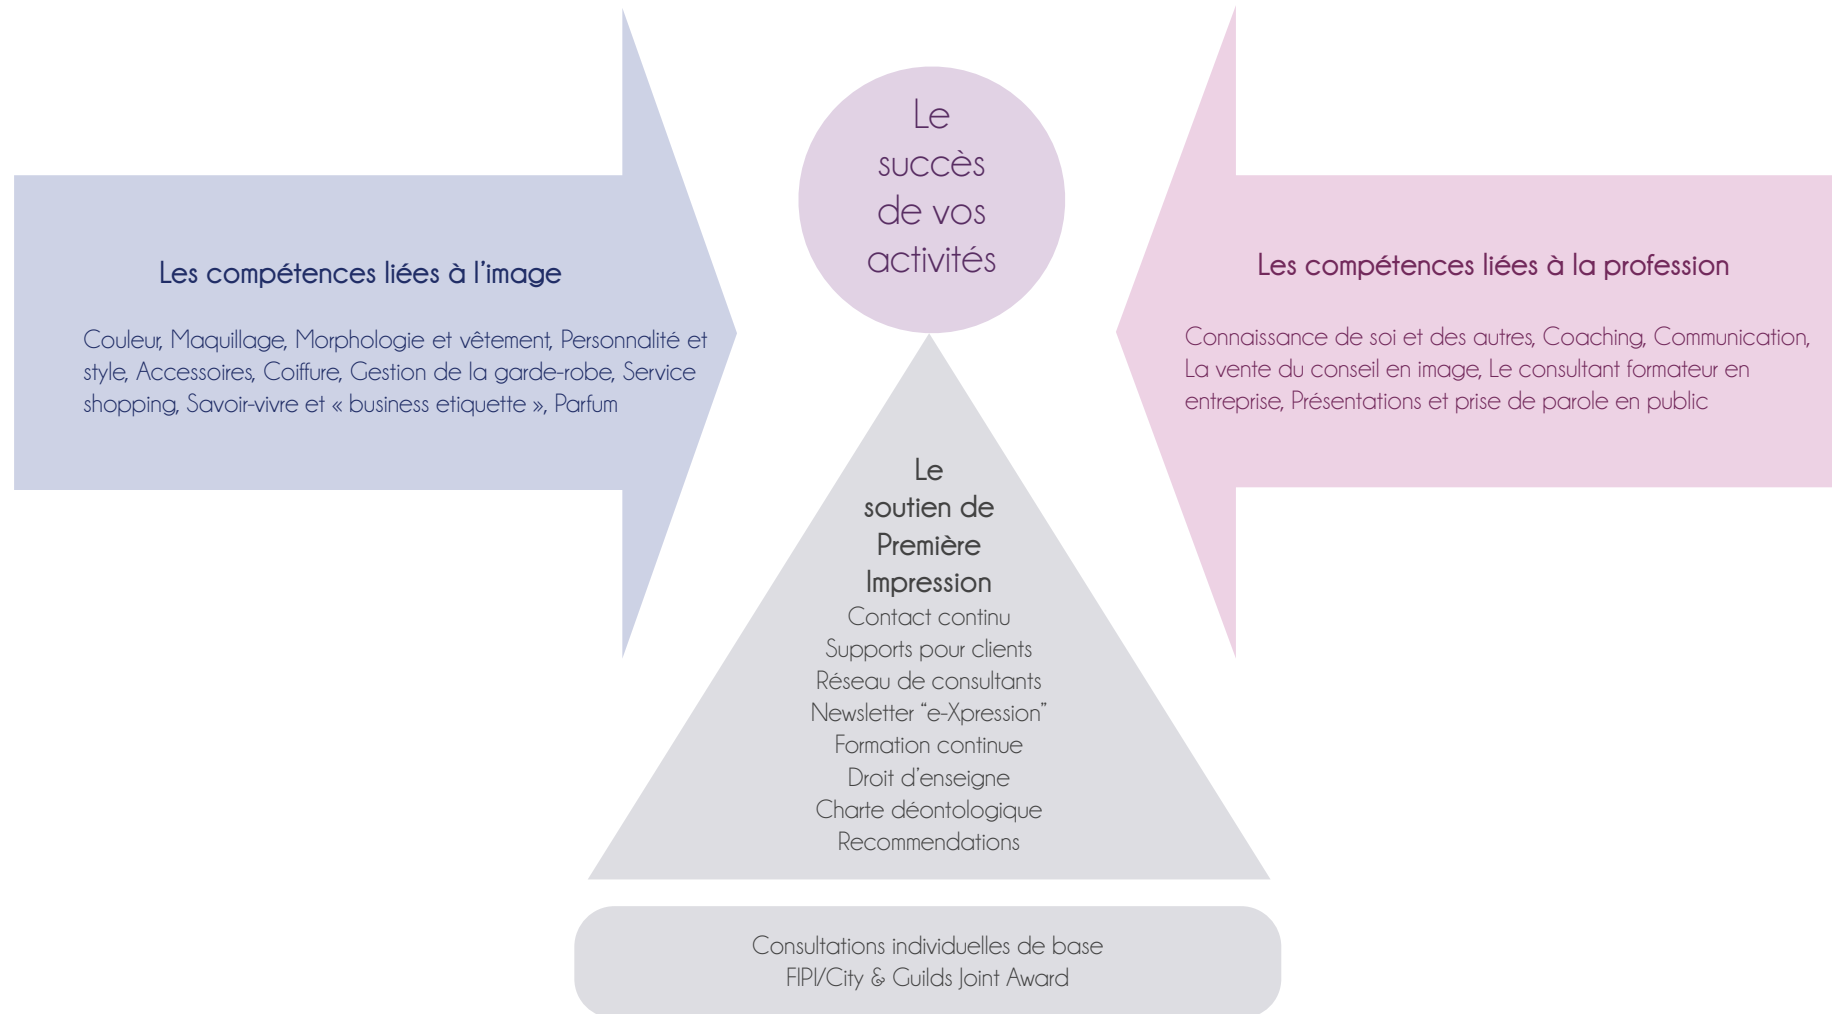 Le
succès
de vos
activités
Les compétences liées à l'image
Couleur, Maquillage, Morphologie et vêtement, Personnalité et
style, Accessoires, Coiffure, Gestion de la garde-robe, Service
shopping, Savoir-vivre et « business etiquette », Parfum
Les compétences liées à la profession
Connaissance de soi et des autres, Coaching, Communication,
La vente du conseil en image, Le consultant formateur en
entreprise, Présentations et prise de parole en public
Le
soutien de
Première
Impression
Contact continu
Supports pour clients
Réseau de consultants
Newsletter “e-Xpression”
Formation continue
Droit d'enseigne
Charte déontologique
Recommendations
Consultations individuelles de base
FIPI/City & Guilds Joint Award